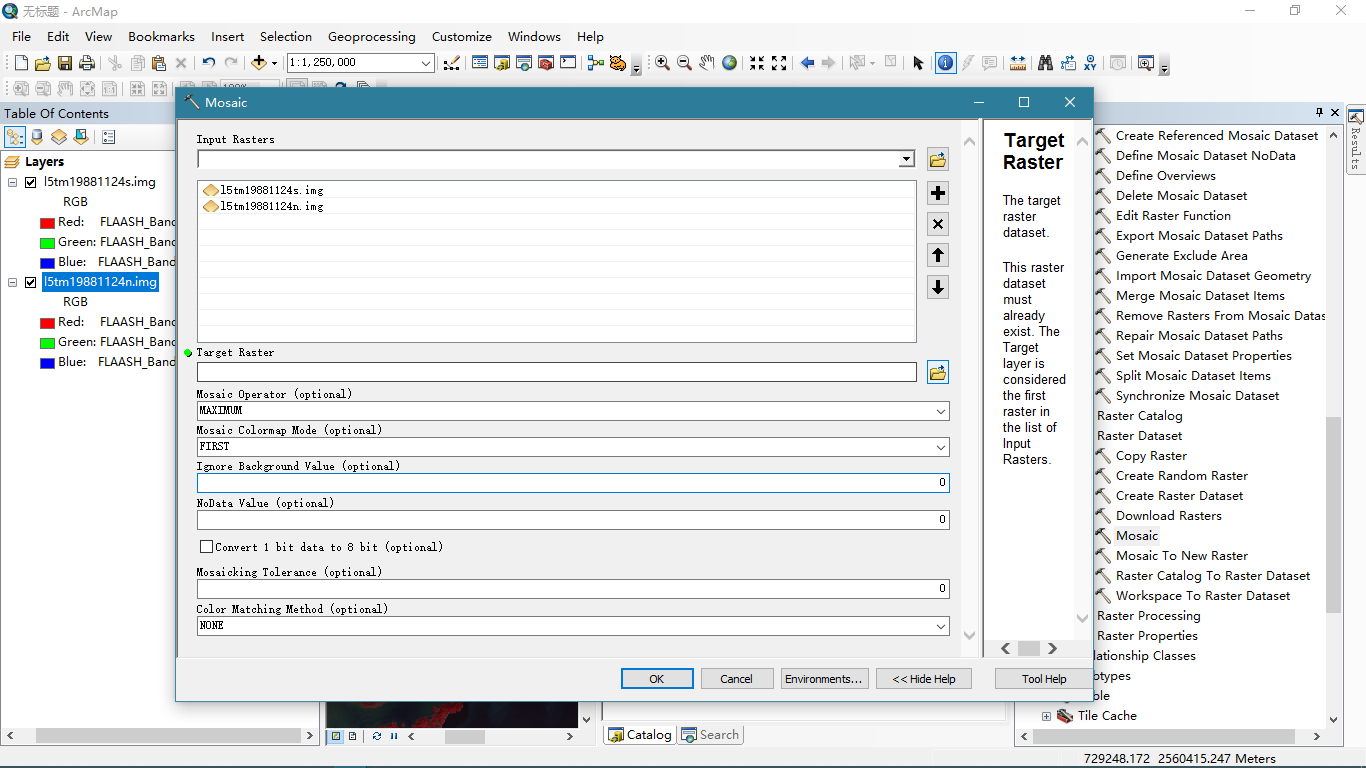 无标题 - ArcMap
File Edit View Bookmarks Insert Selection Geoprocessing Customize Windows Help
1:1,250,000
Table Of Contents
Layers
l5tm19881124s.img
RGB
Red: FLAASH_Band
Green: FLAASH_Band
Blue: FLAASH_Band
l5tm19881124n.img
RGB
Red: FLAASH_Band
Green: FLAASH_Band
Blue: FLAASH_Band
Mosaic
Input Rasters
l5tm19881124s.img
l5tm19881124n.img
Target Raster
Mosaic Operator (optional)
MAXIMUM
Mosaic Colormap Mode (optional)
FIRST
Ignore Background Value (optional)
0
NoData Value (optional)
0
Convert 1 bit data to 8 bit (optional)
Mosaicking Tolerance (optional)
0
Color Matching Method (optional)
NONE
OK Cancel Environments... << Hide Help Tool Help
Target
Raster
The target
raster
dataset.
This raster
dataset
must
already
exist. The
Target
layer is
considered
the first
raster in
the list of
Input
Rasters.
Create Referenced Mosaic Dataset
Define Mosaic Dataset NoData
Define Overviews
Delete Mosaic Dataset
Edit Raster Function
Export Mosaic Dataset Paths
Generate Exclude Area
Import Mosaic Dataset Geometry
Merge Mosaic Dataset Items
Remove Rasters From Mosaic Datas
Repair Mosaic Dataset Paths
Set Mosaic Dataset Properties
Split Mosaic Dataset Items
Synchronize Mosaic Dataset
Raster Catalog
Raster Dataset
Copy Raster
Create Random Raster
Create Raster Dataset
Download Rasters
Mosaic
Mosaic To New Raster
Raster Catalog To Raster Dataset
Workspace To Raster Dataset
Raster Processing
Raster Properties
lationship Classes
btypes
ble
Tile Cache
Results
Catalog Search
729248.172 2560415.247 Meters